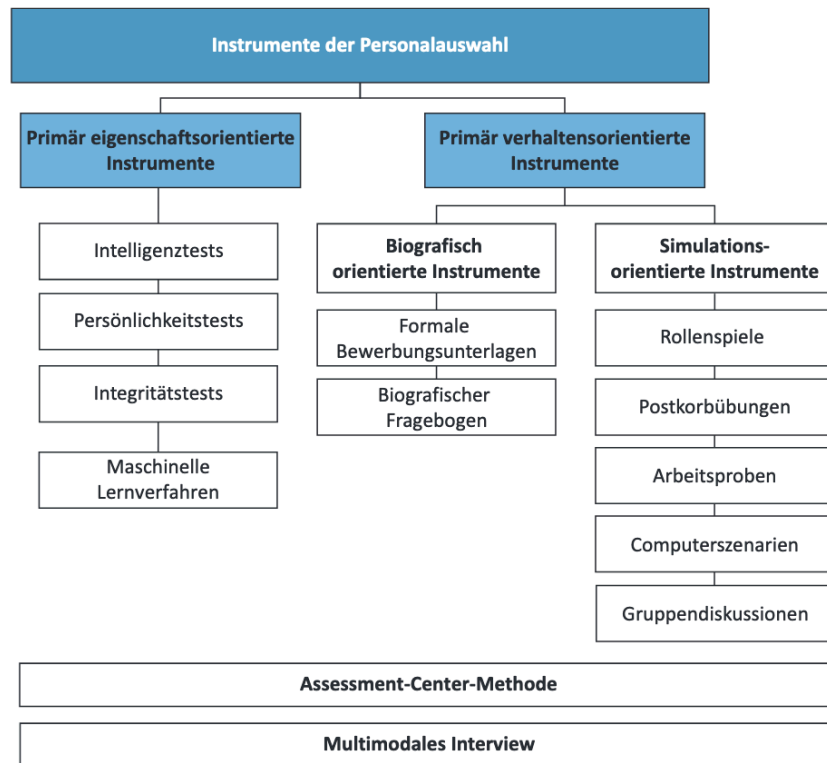 Instrumente der Personalauswahl
Primär eigenschaftsorientierte
Instrumente
Primär verhaltensorientierte
Instrumente
Intelligenztests
Persönlichkeitstests
Integritätstests
Maschinelle
Lernverfahren
Biografisch
orientierte Instrumente
Formale
Bewerbungsunterlagen
Biografischer
Fragebogen
Simulations-
orientierte Instrumente
Rollenspiele
Postkorbübungen
Arbeitsproben
Computerszenarien
Gruppendiskussionen
Assessment-Center-Methode
Multimodales Interview